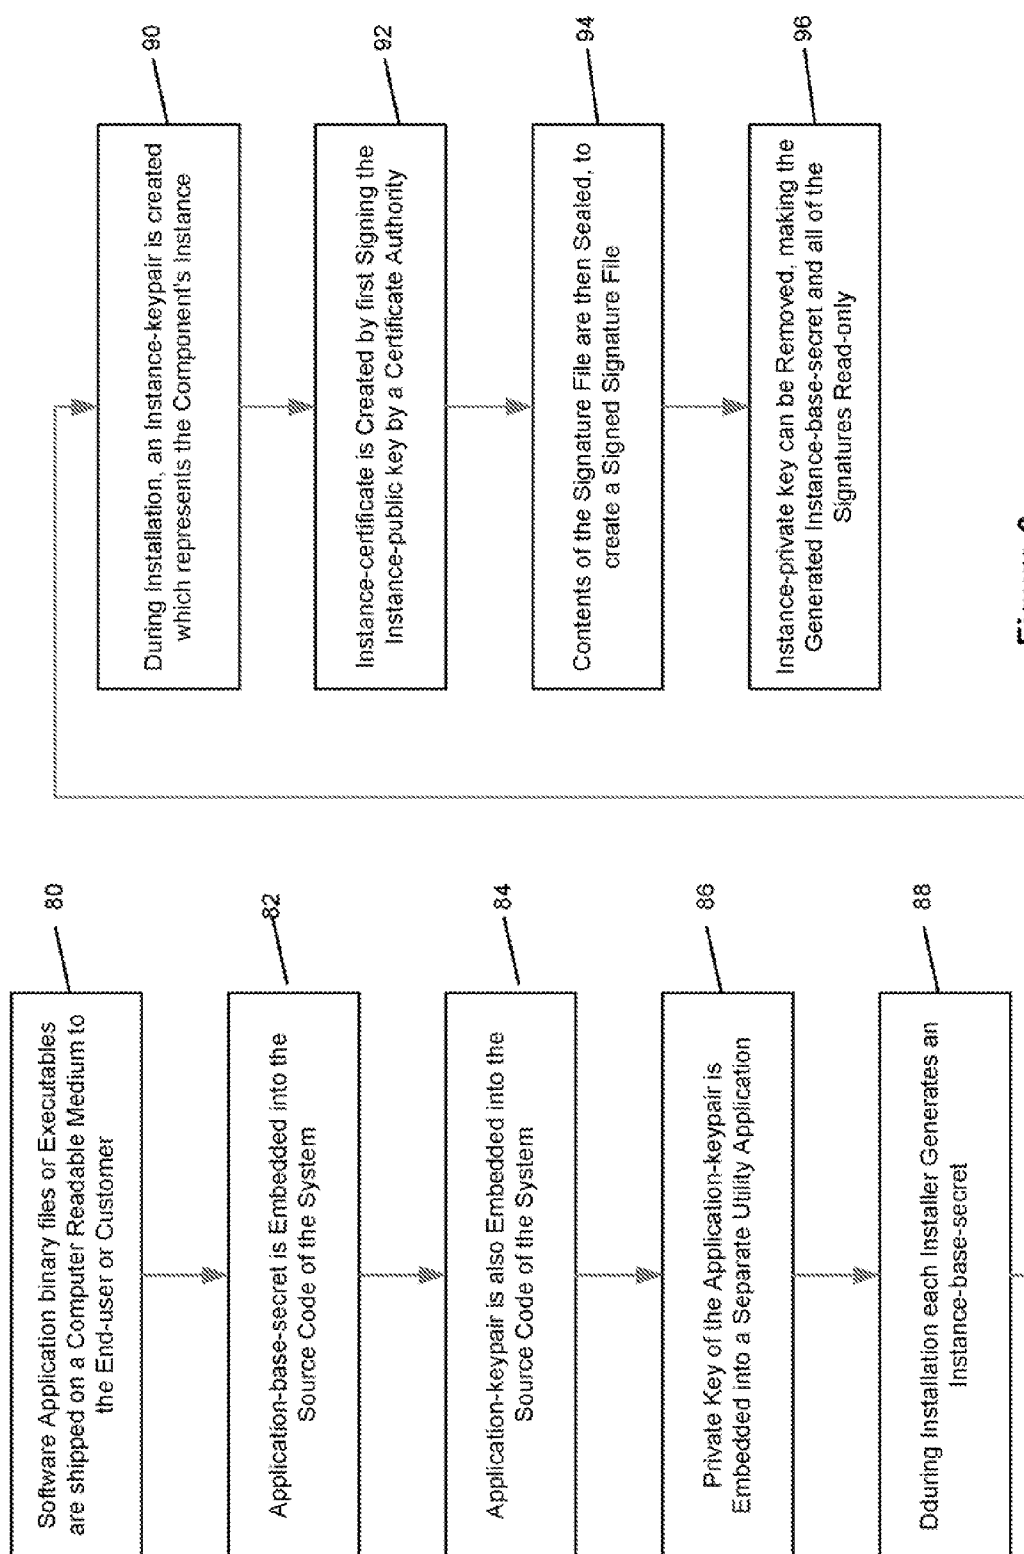 80
Software Application binary files or Executables
are shipped on a Computer Readable Medium to
the End-user or Customer
82
Application-base-secret is Embedded into the
Source Code of the System
84
Application-keypair is also Embedded into the
Source Code of the System
86
Private Key of the Application-keypair is
Embedded into a Separate Utility Application
88
Dduring Installation each Installer Generates an
Instance-base-secret
90
During Installation, an Instance-keypair is created
which represents the Component's Instance
92
Instance-certificate is Created by first Signing the
Instance-public key by a Certificate Authority
94
Contents of the Signature File are then Sealed, to
create a Signed Signature File
96
Instance-private key can be Removed, making the
Generated Instance-base-secret and all of the
Signatures Read-only